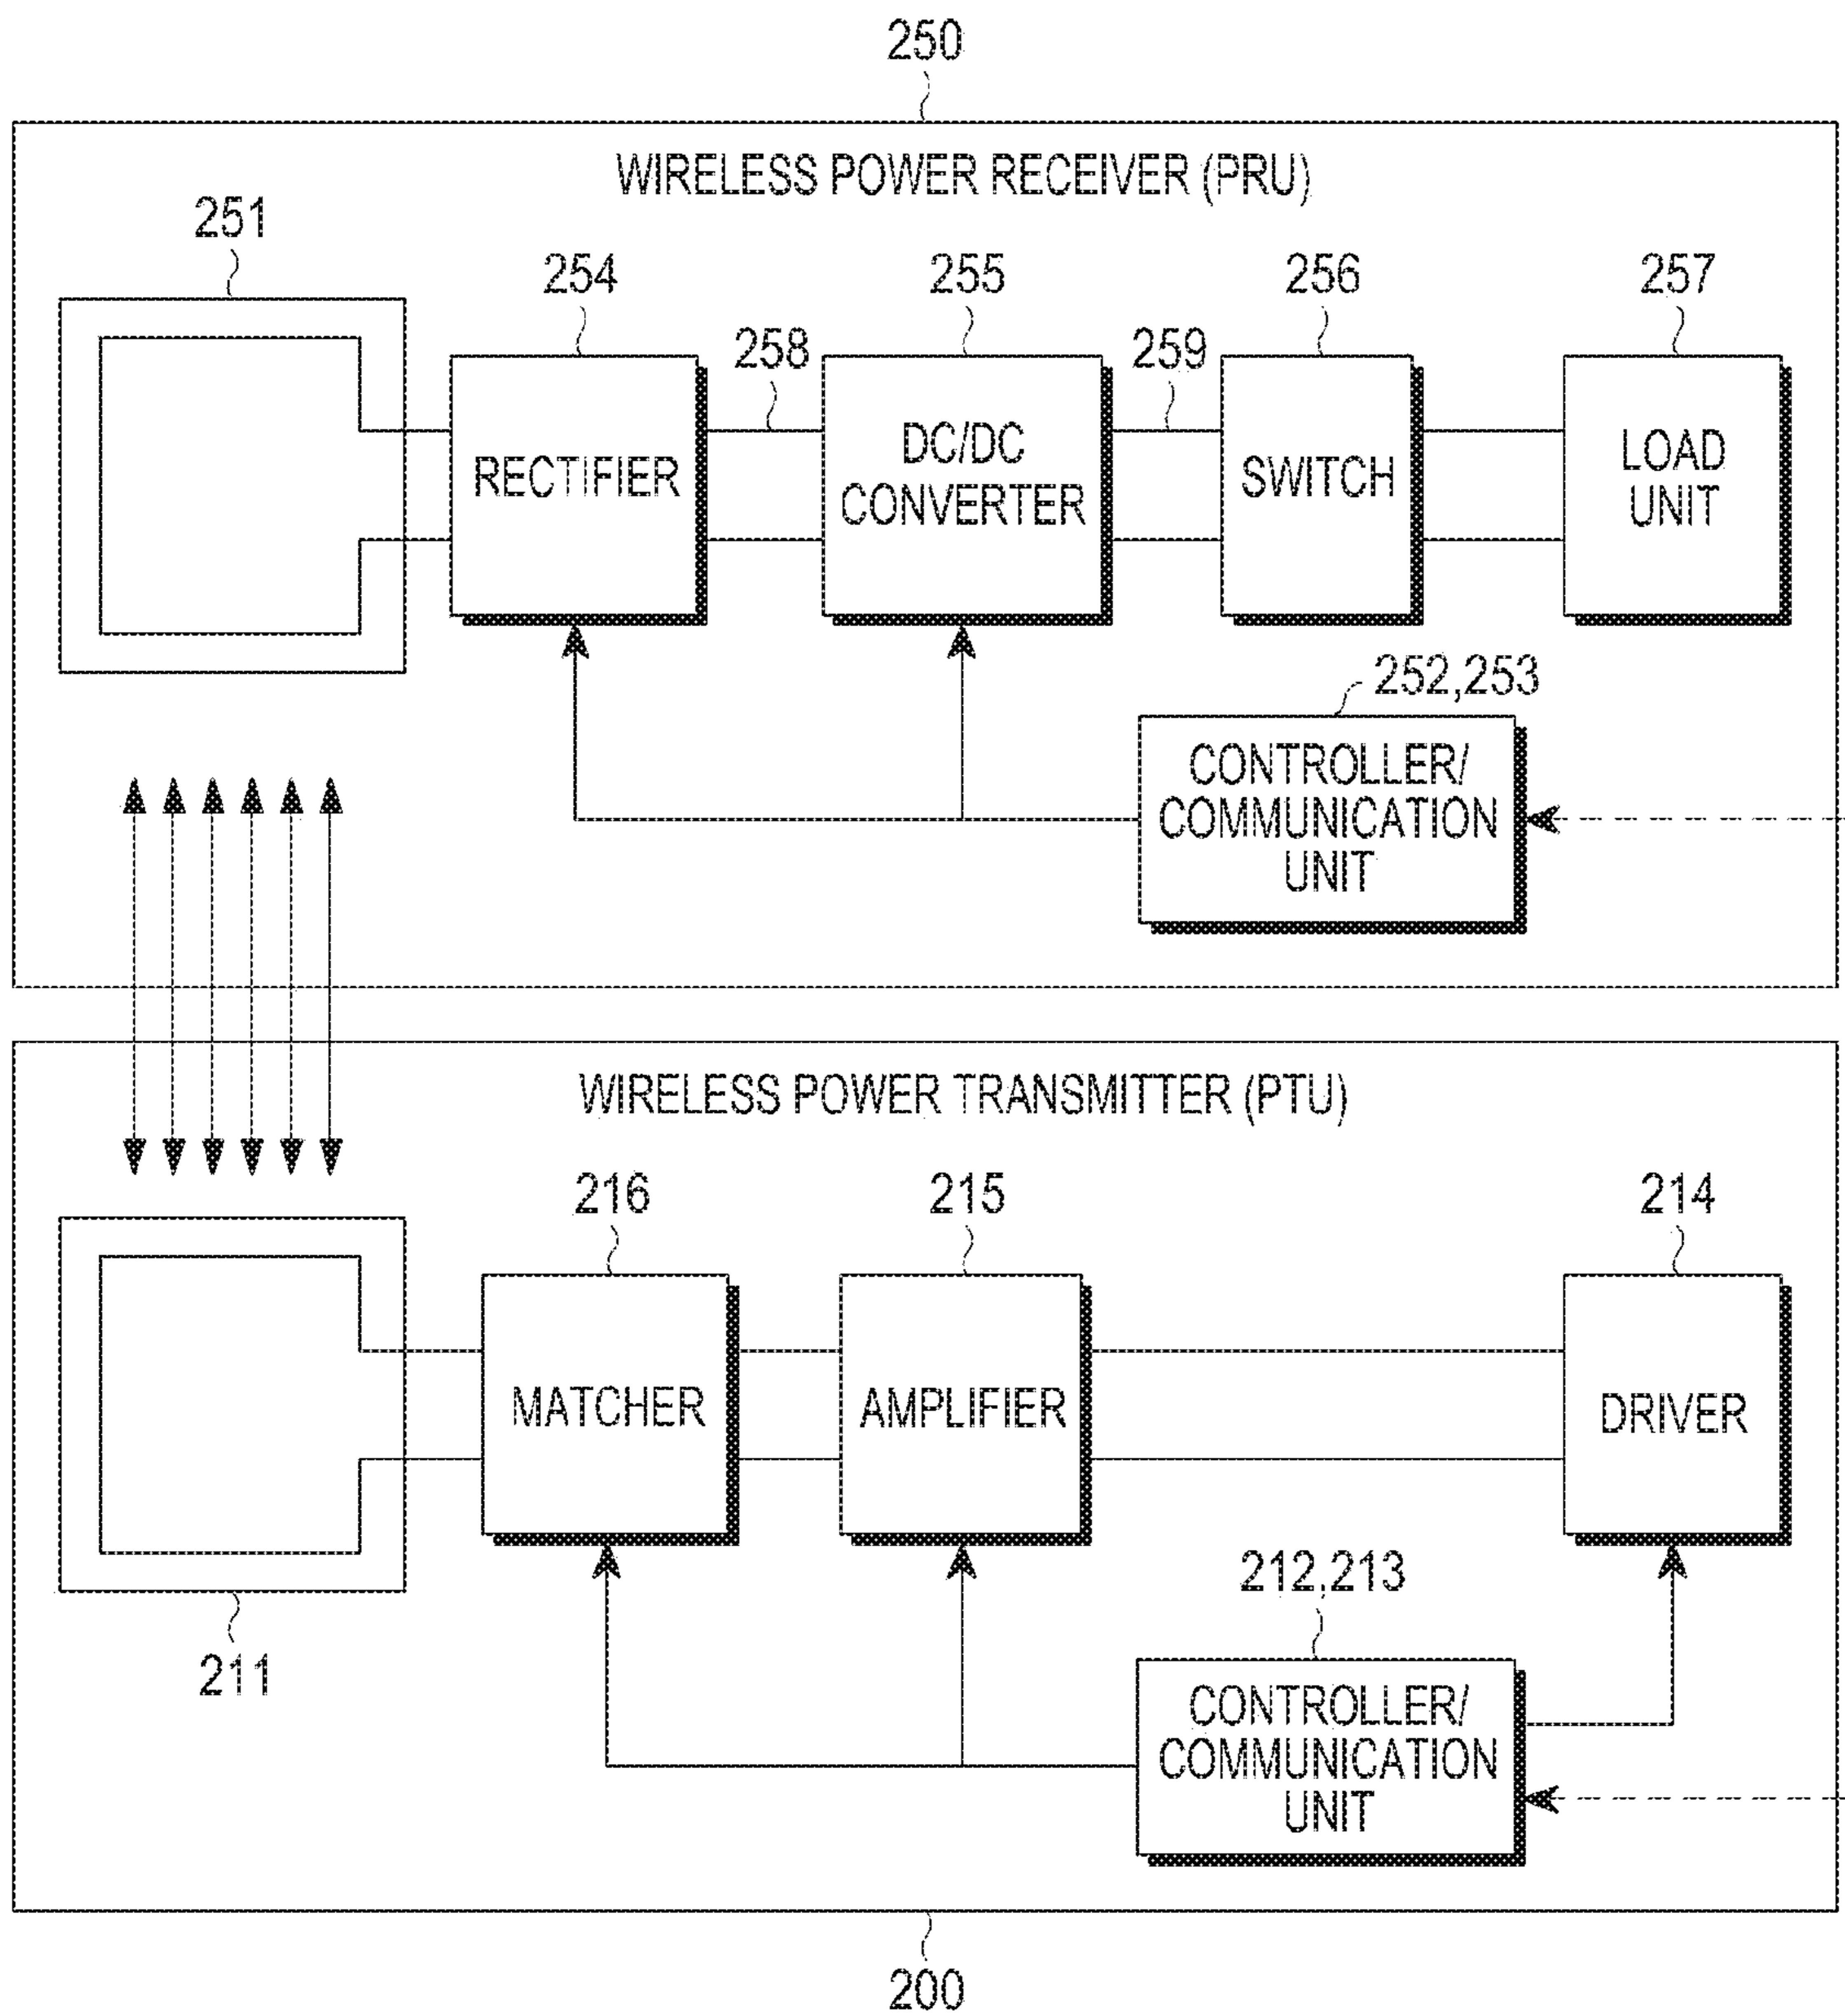 250
WIRELESS POWER RECEIVER (PRU)
251
254
255
256
257
258
259
RECTIFIER
DC/DC
CONVERTER
SWITCH
LOAD
UNIT
252,253
CONTROLLER/
COMMUNICATION
UNIT
WIRELESS POWER TRANSMITTER (PTU)
216
215
214
MATCHER
AMPLIFIER
DRIVER
212,213
211
CONTROLLER/
COMMUNICATION
UNIT
200